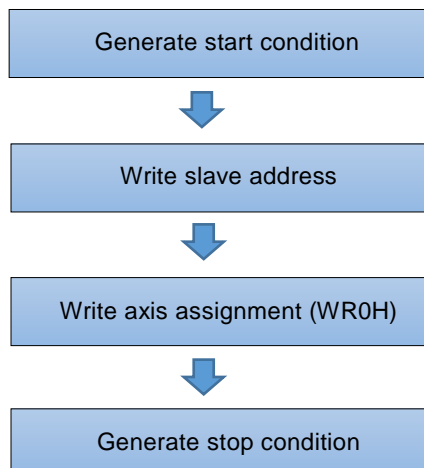 Generate start condition
Write slave address
Write axis assignment (WR0H)
Generate stop condition